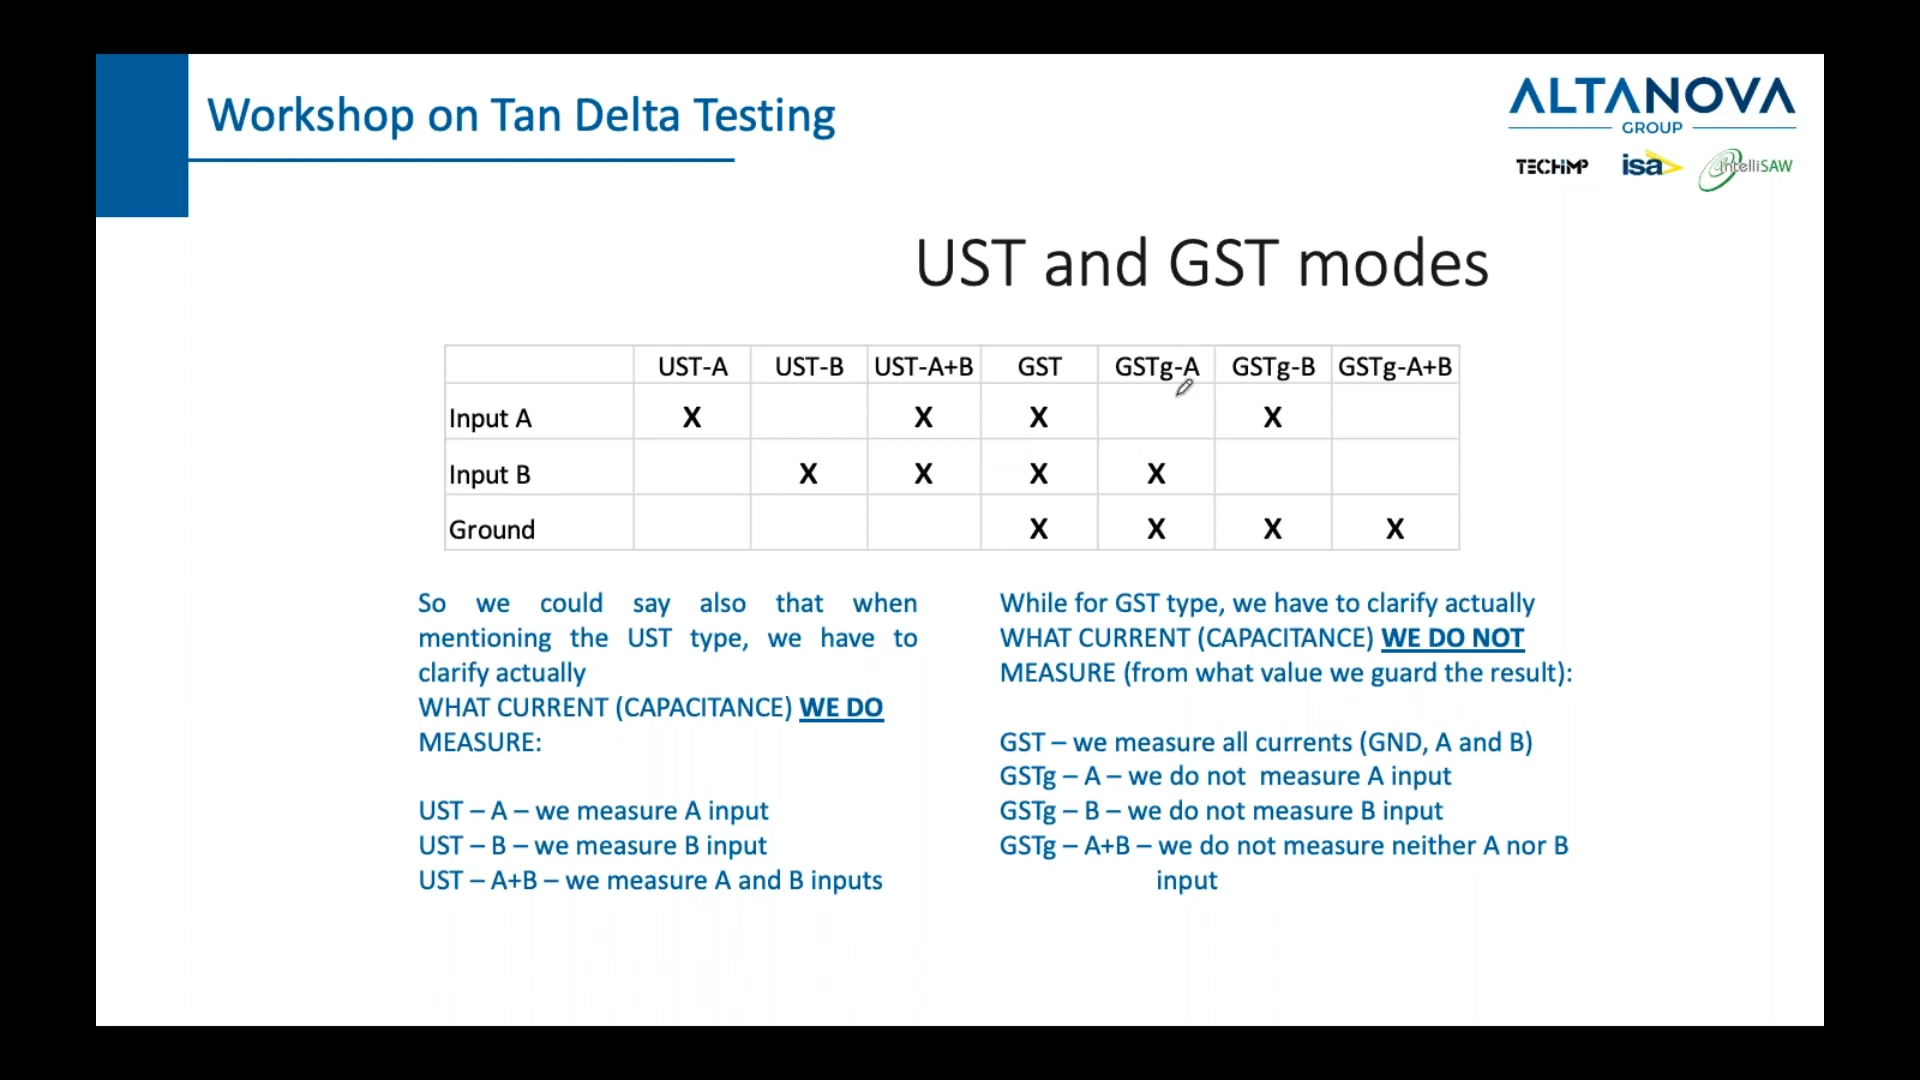 Workshop on Tan Delta Testing
ALTANOVA
GROUP
TECHIMP isa IntelliSAW
UST and GST modes
UST-A UST-B UST-A+B GST GSTg-A GSTg-B GSTg-A+B
Input A X X X X
Input B X X X X
Ground X X X X
So we could say also that when
mentioning the UST type, we have to
clarify actually
WHAT CURRENT (CAPACITANCE) WE DO
MEASURE:
UST – A – we measure A input
UST – B – we measure B input
UST – A+B – we measure A and B inputs
While for GST type, we have to clarify actually
WHAT CURRENT (CAPACITANCE) WE DO NOT
MEASURE (from what value we guard the result):
GST – we measure all currents (GND, A and B)
GSTg – A – we do not measure A input
GSTg – B – we do not measure B input
GSTg – A+B – we do not measure neither A nor B
input